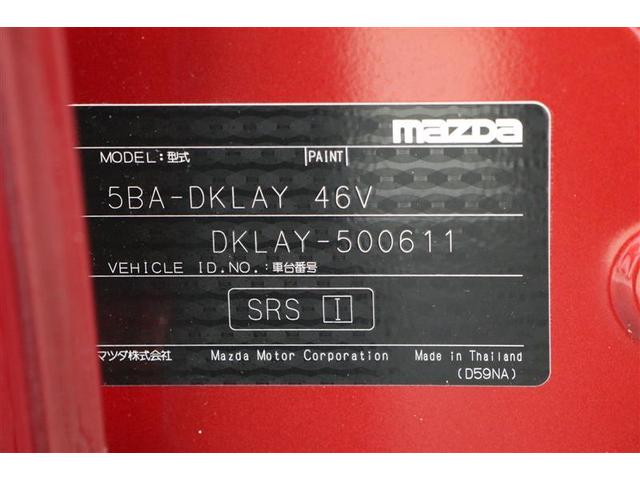 mazda
MODEL:型式 |PAINT|
5BA-DKLAY 46V
DKLAY-500611
VEHICLE ID.NO.:車台番号
SRS I
マツダ株式会社 Mazda Motor Corporation Made in Thailand
(D59NA)